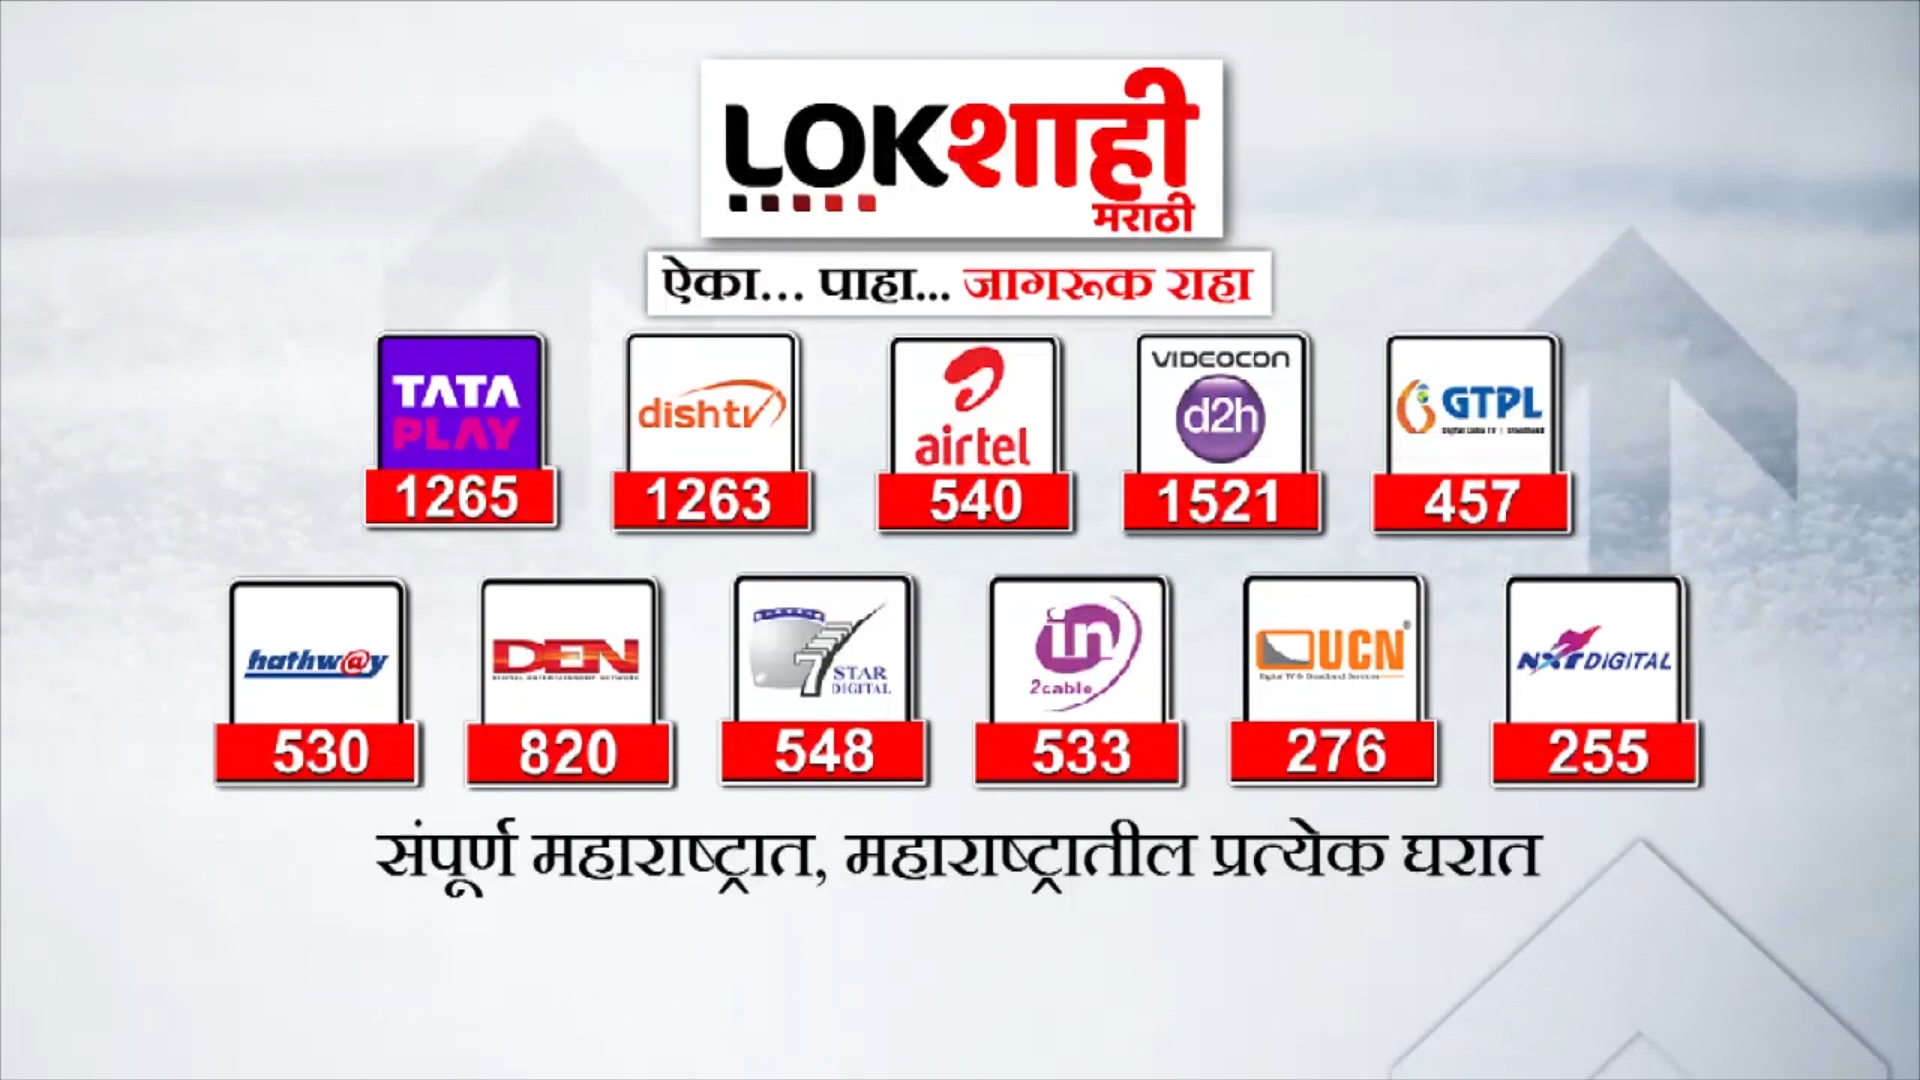 LOKशाही
मराठी
ऐका... पाहा... जागरूक राहा
TATA PLAY
dishtv
airtel
VIDEOCON d2h
GTPL
1265
1263
540
1521
457
hathw@y
DEN
7 STAR DIGITAL
in 2cable
UCN
NXT DIGITAL
530
820
548
533
276
255
संपूर्ण महाराष्ट्रात, महाराष्ट्रातील प्रत्येक घरात